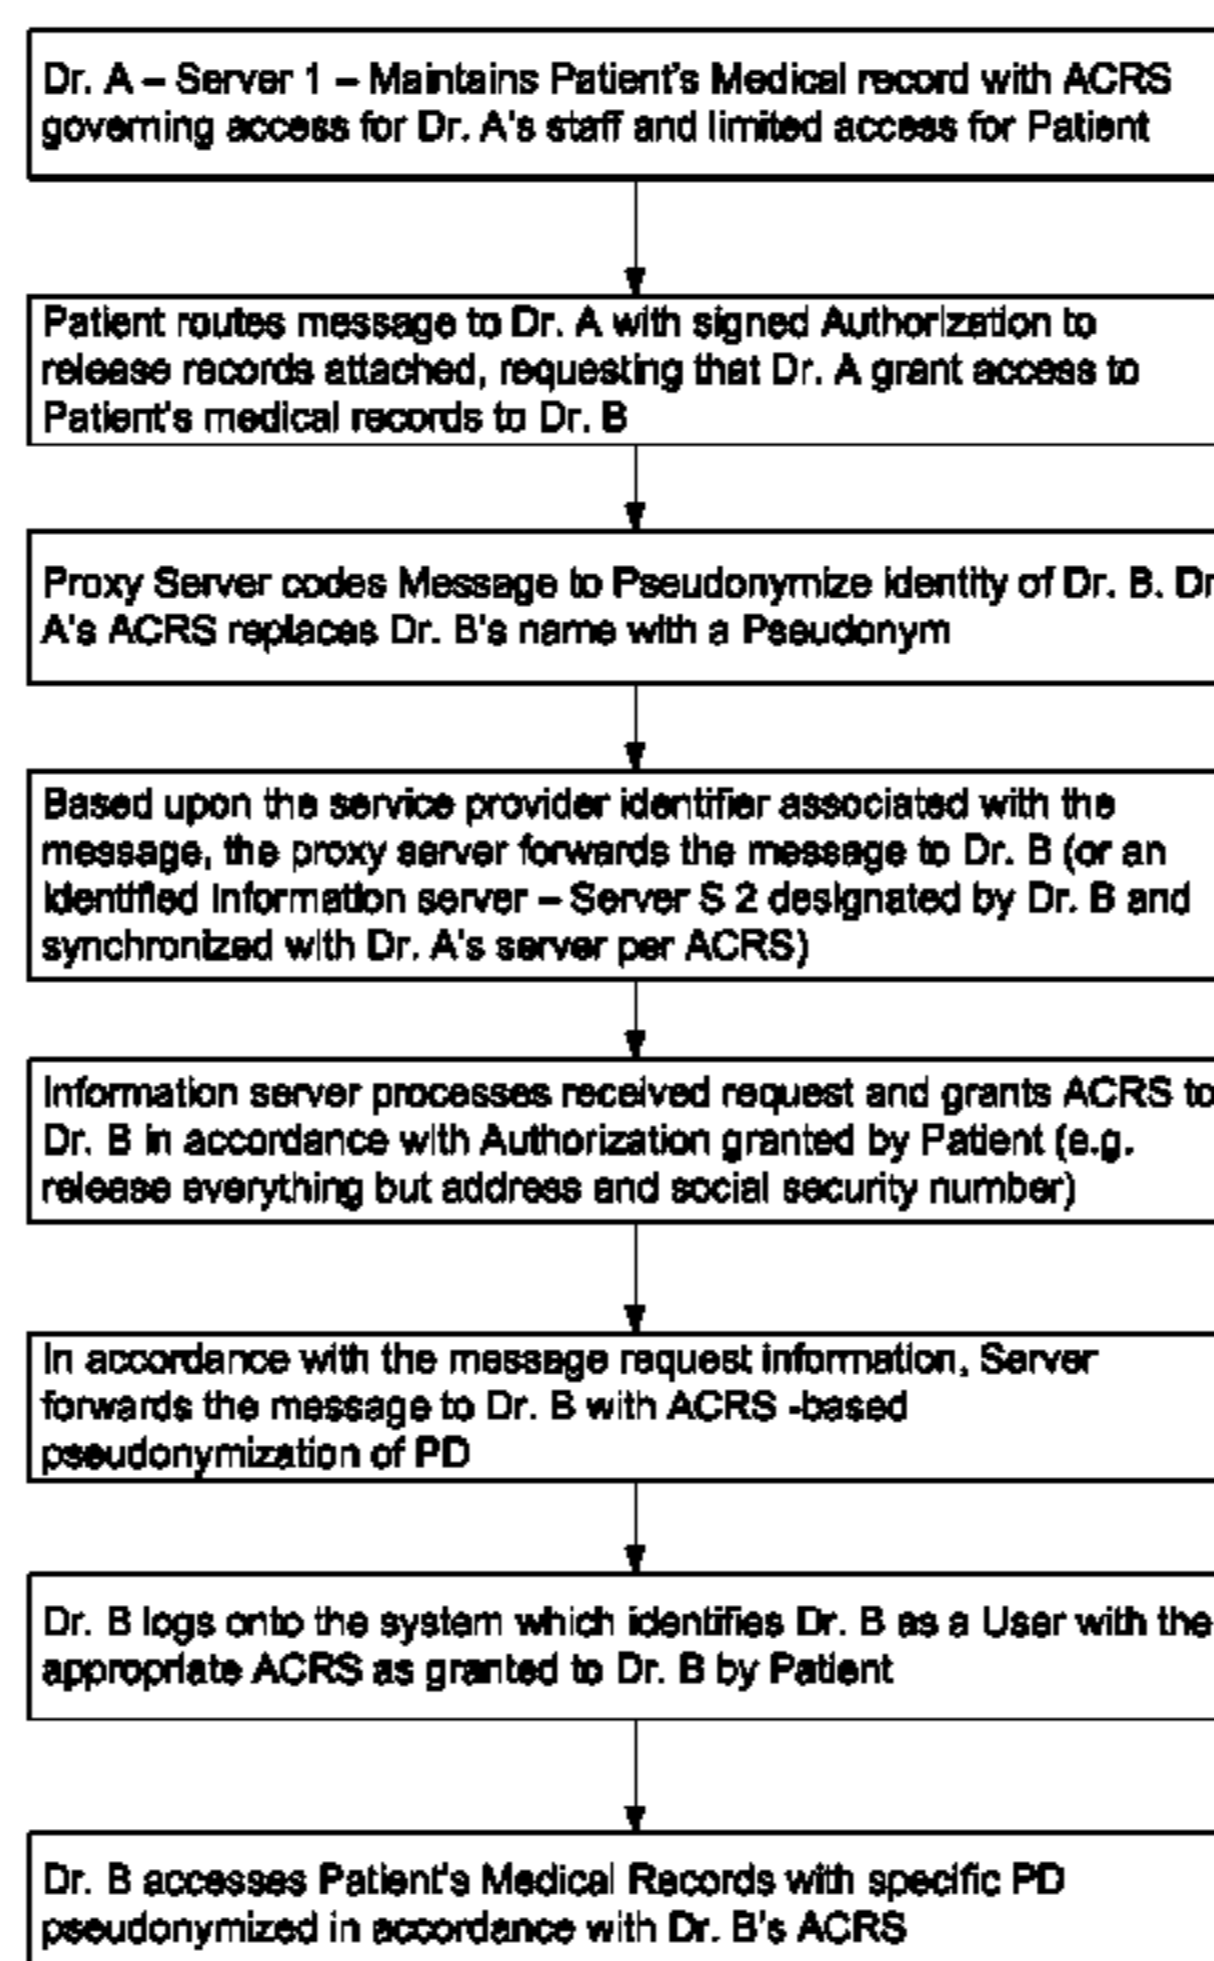 Dr. A – Server 1 – Maintains Patient's Medical record with ACRS
governing access for Dr. A's staff and limited access for Patient
Patient routes message to Dr. A with signed Authorization to
release records attached, requesting that Dr. A grant access to
Patient's medical records to Dr. B
Proxy Server codes Message to Pseudonymize identity of Dr. B. Dr
A's ACRS replaces Dr. B's name with a Pseudonym
Based upon the service provider identifier associated with the
message, the proxy server forwards the message to Dr. B (or an
identified information server – Server S 2 designated by Dr. B and
synchronized with Dr. A's server per ACRS)
Information server processes received request and grants ACRS to
Dr. B in accordance with Authorization granted by Patient (e.g.
release everything but address and social security number)
In accordance with the message request information, Server
forwards the message to Dr. B with ACRS -based
pseudonymization of PD
Dr. B logs onto the system which identifies Dr. B as a User with the
appropriate ACRS as granted to Dr. B by Patient
Dr. B accesses Patient's Medical Records with specific PD
pseudonymized in accordance with Dr. B's ACRS